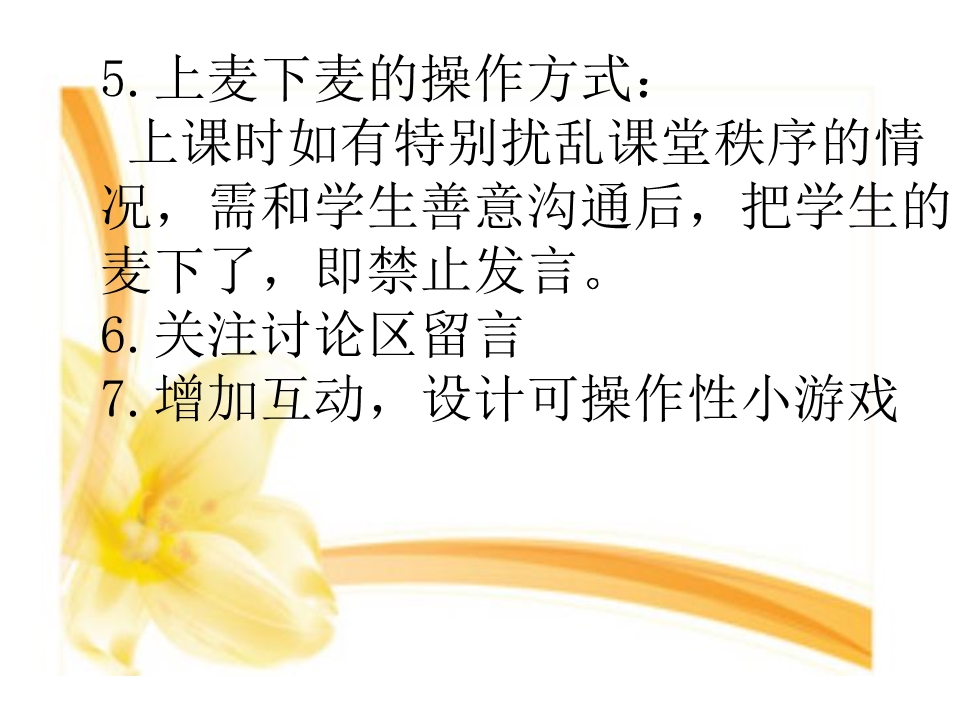 5.上麦下麦的操作方式：
上课时如有特别扰乱课堂秩序的情
况，需和学生善意沟通后，把学生的
麦下了，即禁止发言。
6.关注讨论区留言
7.增加互动，设计可操作性小游戏